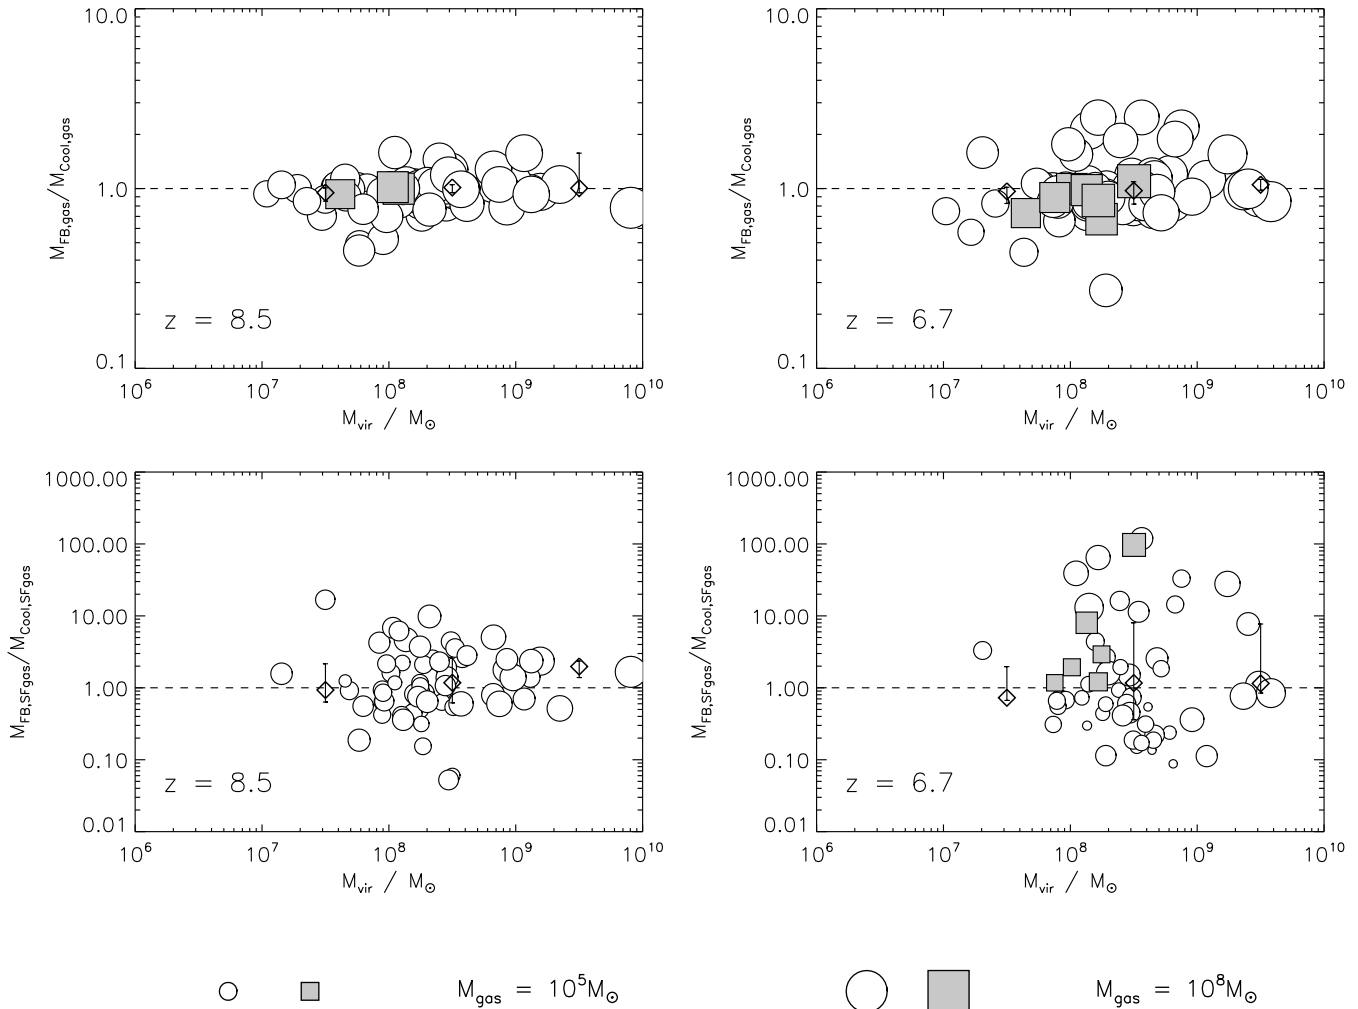 10.0
M_FB,gas/M_Cool,gas
1.0
z = 8.5
0.1
10^6 10^7 10^8 10^9 10^10
M_vir / M_⊙
10.0
M_FB,gas/M_Cool,gas
1.0
z = 6.7
0.1
10^6 10^7 10^8 10^9 10^10
M_vir / M_⊙
1000.00
100.00
M_FB,SFgas/M_Cool,SFgas
10.00
1.00
0.10
z = 8.5
0.01
10^6 10^7 10^8 10^9 10^10
M_vir / M_⊙
1000.00
100.00
M_FB,SFgas/M_Cool,SFgas
10.00
1.00
0.10
z = 6.7
0.01
10^6 10^7 10^8 10^9 10^10
M_vir / M_⊙
M_gas = 10^5 M_⊙
M_gas = 10^8 M_⊙